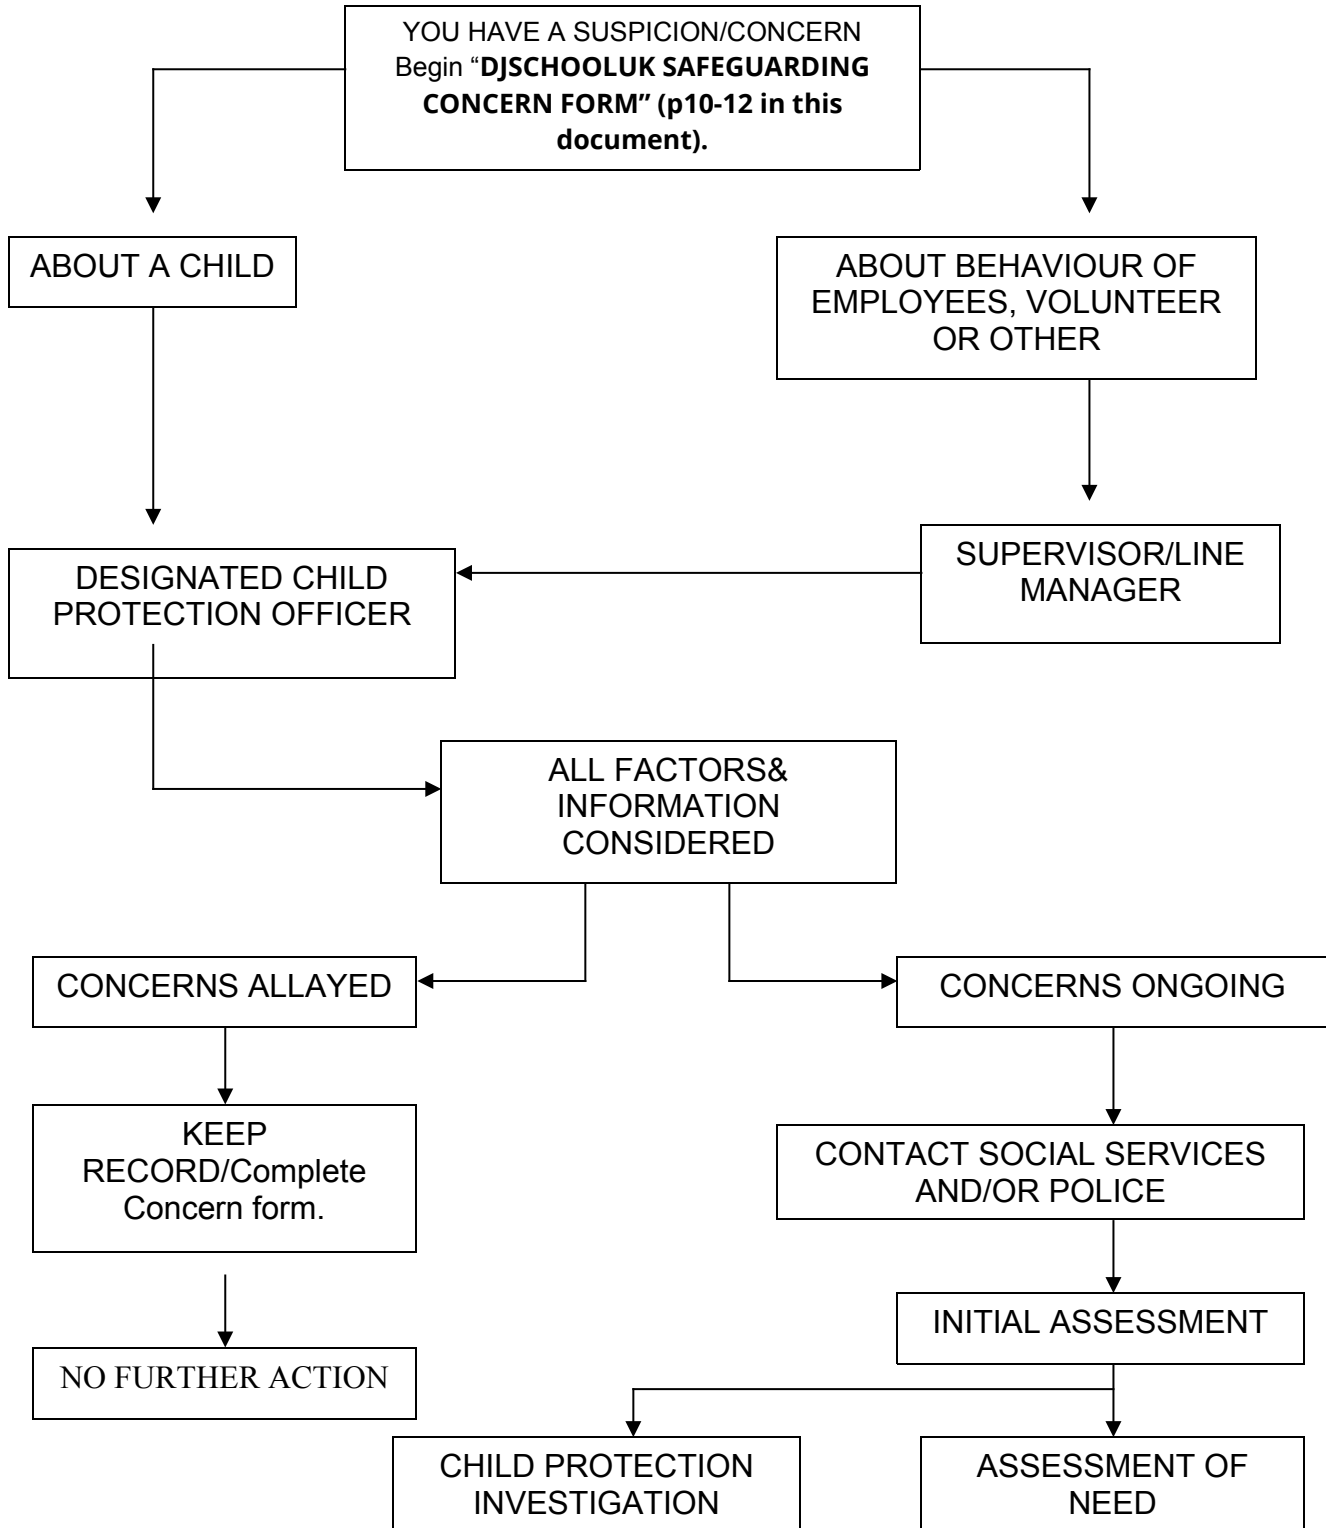 YOU HAVE A SUSPICION/CONCERN
Begin “DJSCHOOLUK SAFEGUARDING
CONCERN FORM” (p10-12 in this
document).
ABOUT A CHILD
ABOUT BEHAVIOUR OF
EMPLOYEES, VOLUNTEER
OR OTHER
DESIGNATED CHILD
PROTECTION OFFICER
SUPERVISOR/LINE
MANAGER
ALL FACTORS&
INFORMATION
CONSIDERED
CONCERNS ALLAYED
CONCERNS ONGOING
KEEP
RECORD/Complete
Concern form.
CONTACT SOCIAL SERVICES
AND/OR POLICE
INITIAL ASSESSMENT
NO FURTHER ACTION
CHILD PROTECTION
INVESTIGATION
ASSESSMENT OF
NEED